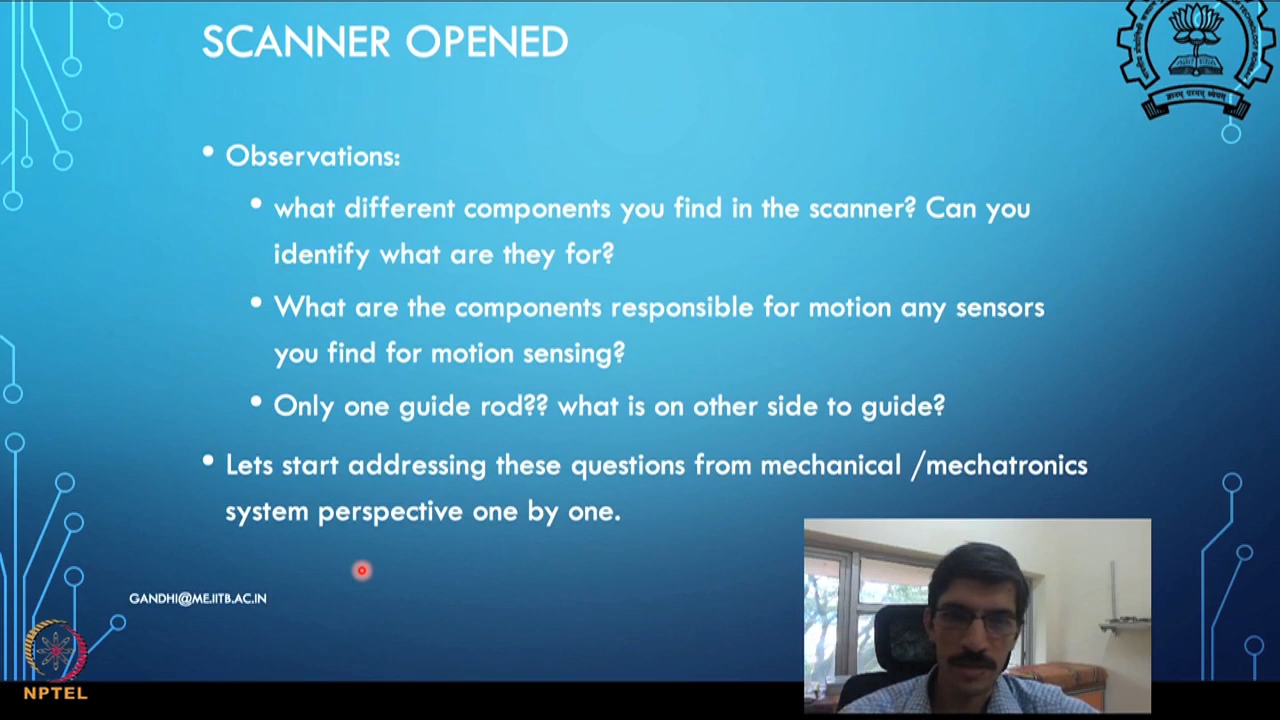 SCANNER OPENED
• Observations:
• what different components you find in the scanner? Can you
identify what are they for?
• What are the components responsible for motion any sensors
you find for motion sensing?
• Only one guide rod?? what is on other side to guide?
• Lets start addressing these questions from mechanical /mechatronics
system perspective one by one.
GANDHI@ME.IITB.AC.IN
NPTEL
ज्ञानम् परमम् ध्येयम्